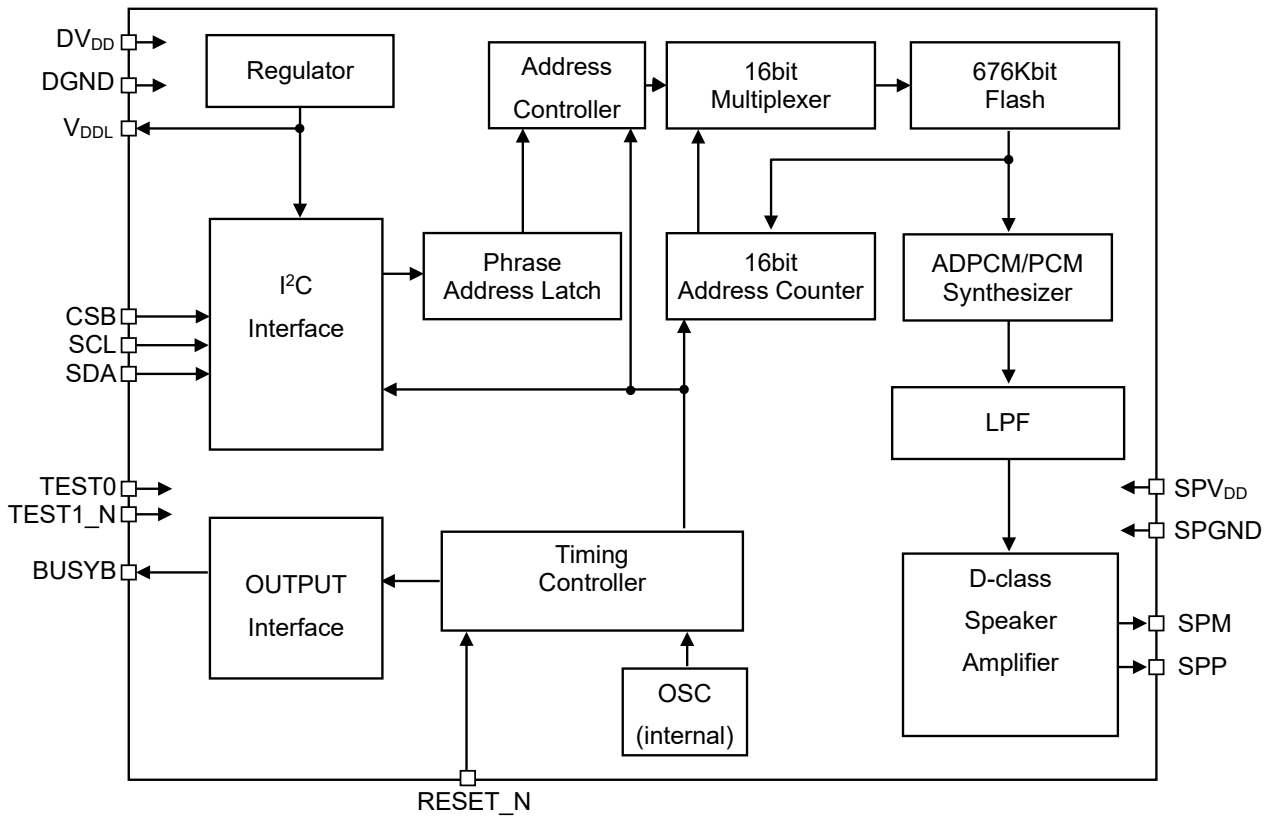 DVDD
DGND
VDDL
CSB
SCL
SDA
TEST0
TEST1_N
BUSYB
Regulator
I²C
Interface
OUTPUT
Interface
Address
Controller
Phrase
Address Latch
16bit
Multiplexer
16bit
Address Counter
676Kbit
Flash
ADPCM/PCM
Synthesizer
LPF
D-class
Speaker
Amplifier
Timing
Controller
OSC
(internal)
RESET_N
SPVDD
SPGND
SPM
SPP